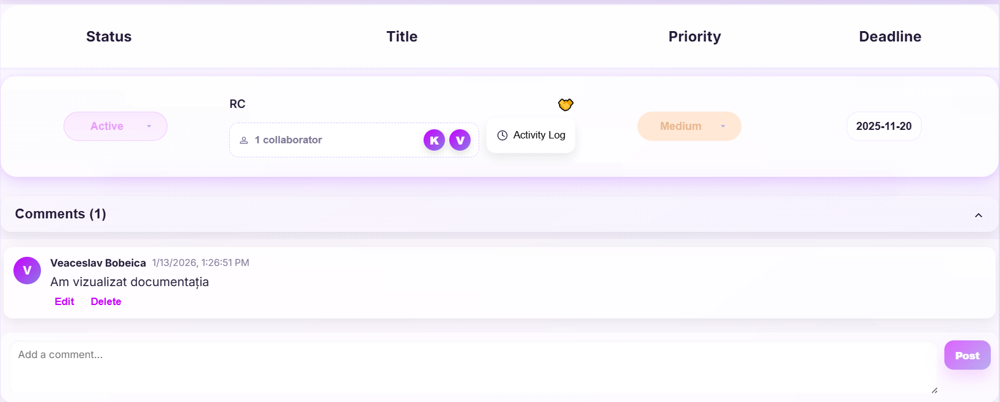 Status Title Priority Deadline
RC
Active
1 collaborator K V
Activity Log
Medium
2025-11-20
Comments (1)
V
Veaceslav Bobeica 1/13/2026, 1:26:51 PM
Am vizualizat documentația
Edit Delete
Add a comment...
Post